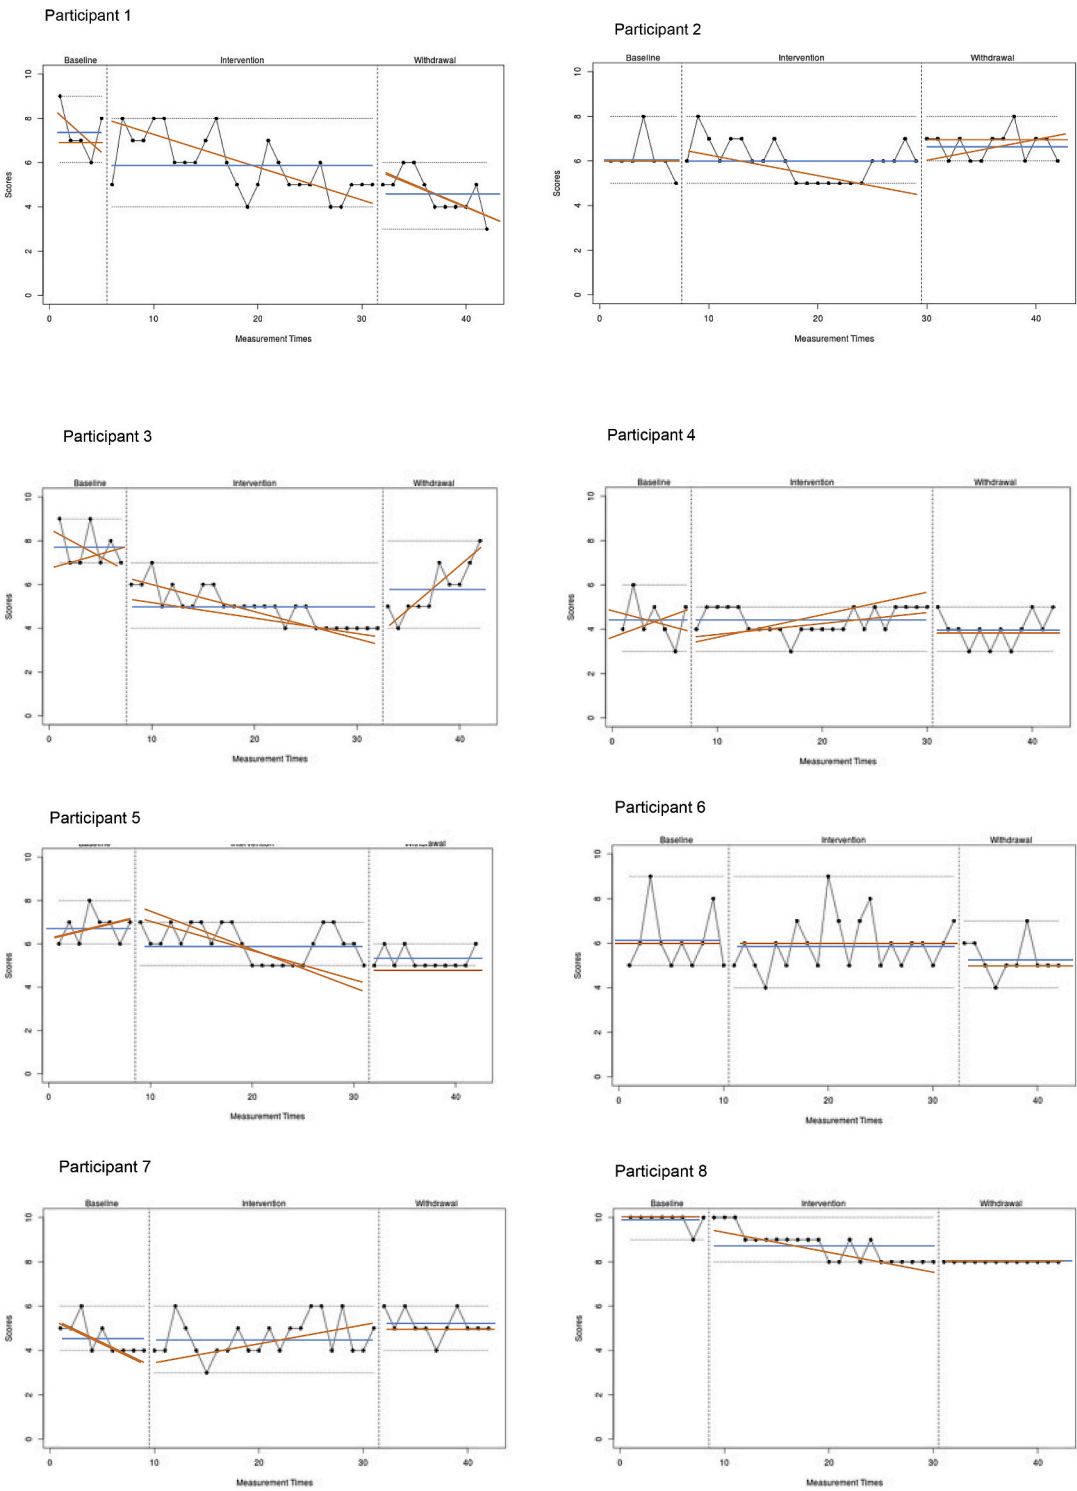 Participant 1
Participant 2
Baseline Intervention Withdrawal
Baseline Intervention Withdrawal
10
8
6
4
2
0
Scores
0 10 20 30 40
Measurement Times
10
8
6
4
2
0
Scores
0 10 20 30 40
Measurement Times
Participant 3
Participant 4
Baseline Intervention Withdrawal
Baseline Intervention Withdrawal
10
8
6
4
2
0
Scores
0 10 20 30 40
Measurement Times
10
8
6
4
2
0
Scores
0 10 20 30 40
Measurement Times
Participant 5
Participant 6
awal
Baseline Intervention Withdrawal
10
8
6
4
2
0
Scores
0 10 20 30 40
Measurement Times
10
8
6
4
2
0
Scores
0 10 20 30 40
Measurement Times
Participant 7
Participant 8
Baseline Intervention Withdrawal
Baseline Intervention Withdrawal
10
8
6
4
2
0
Scores
0 10 20 30 40
Measurement Times
10
8
6
4
2
0
Scores
0 10 20 30 40
Measurement Times